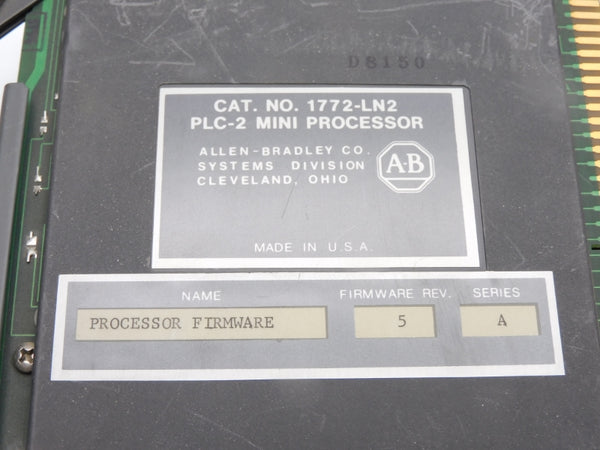 D8150
CAT. NO. 1772-LN2
PLC-2 MINI PROCESSOR
ALLEN-BRADLEY CO.
SYSTEMS DIVISION
CLEVELAND, OHIO
A-B
MADE IN U.S.A.
NAME FIRMWARE REV. SERIES
PROCESSOR FIRMWARE 5 A